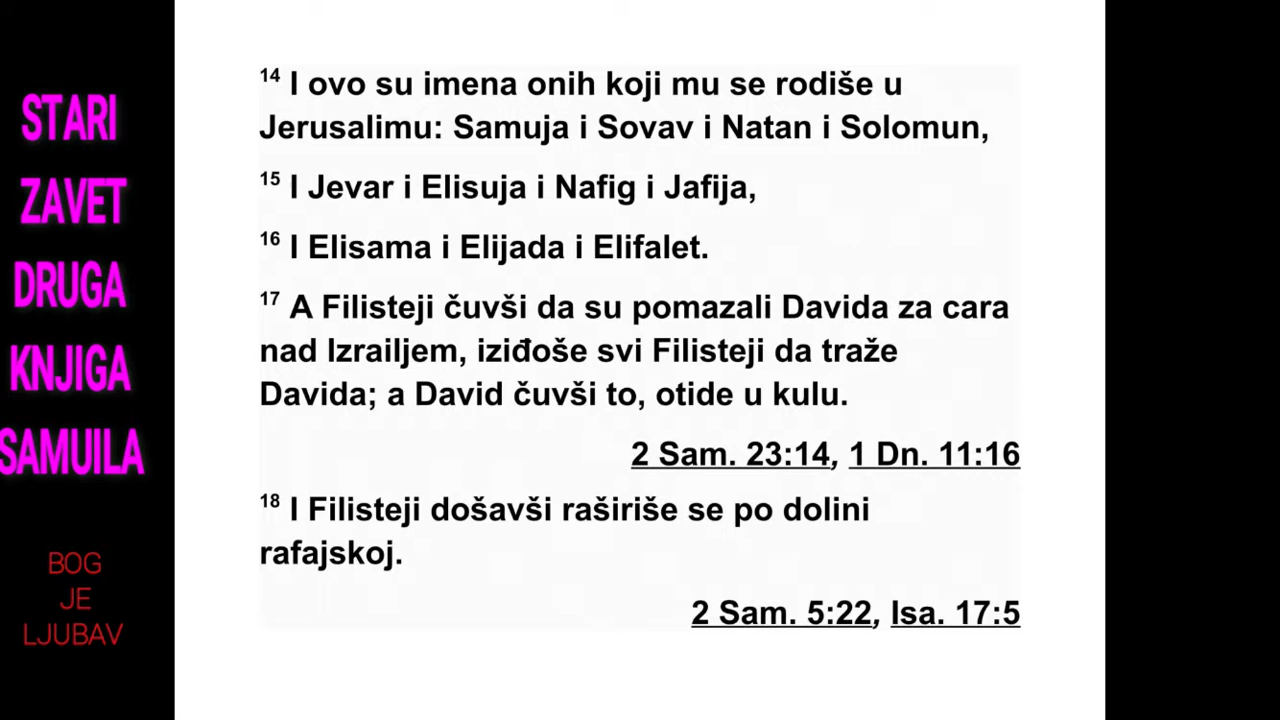 STARI
ZAVET
DRUGA
KNJIGA
SAMUILA
BOG
JE
LJUBAV
14 I ovo su imena onih koji mu se rodiše u
Jerusalimu: Samuja i Sovav i Natan i Solomun,
15 I Jevar i Elisuja i Nafig i Jafija,
16 I Elisama i Elijada i Elifalet.
17 A Filisteji čuvši da su pomazali Davida za cara
nad Izrailjem, iziđoše svi Filisteji da traže
Davida; a David čuvši to, otide u kulu.
2 Sam. 23:14, 1 Dn. 11:16
18 I Filisteji došavši raširiše se po dolini
rafajskoj.
2 Sam. 5:22, Isa. 17:5